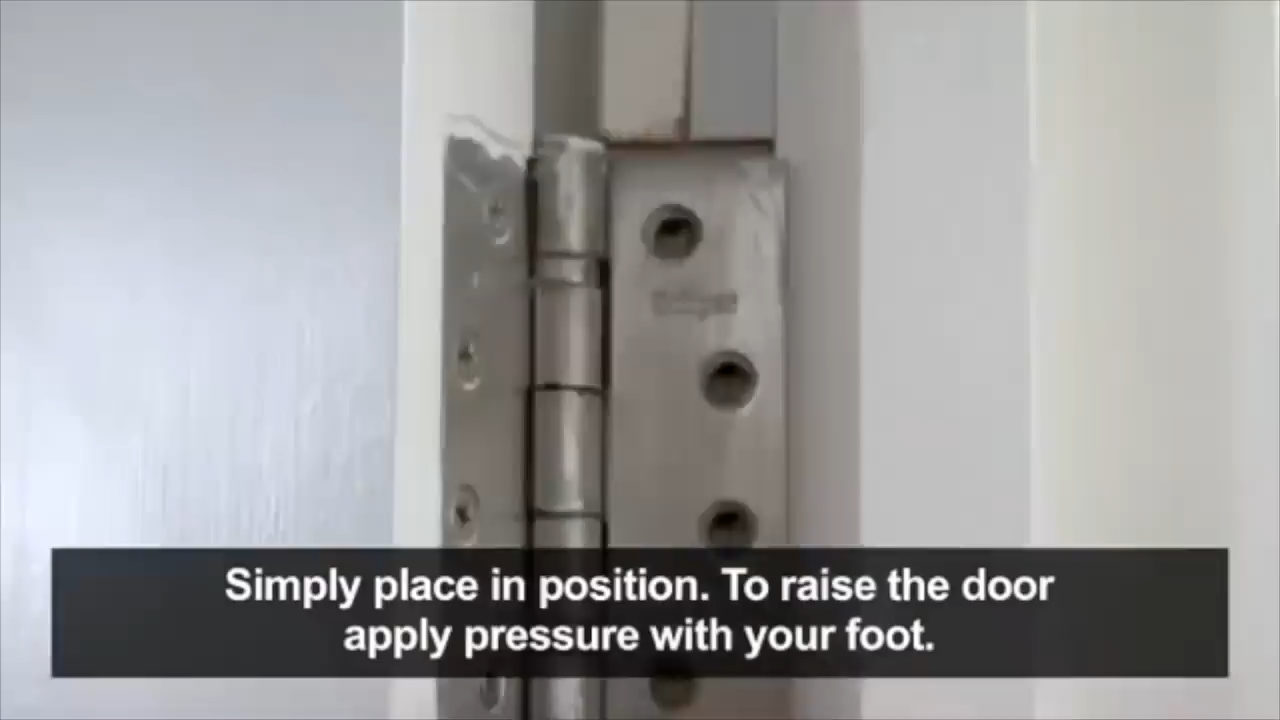 Simply place in position. To raise the door
apply pressure with your foot.